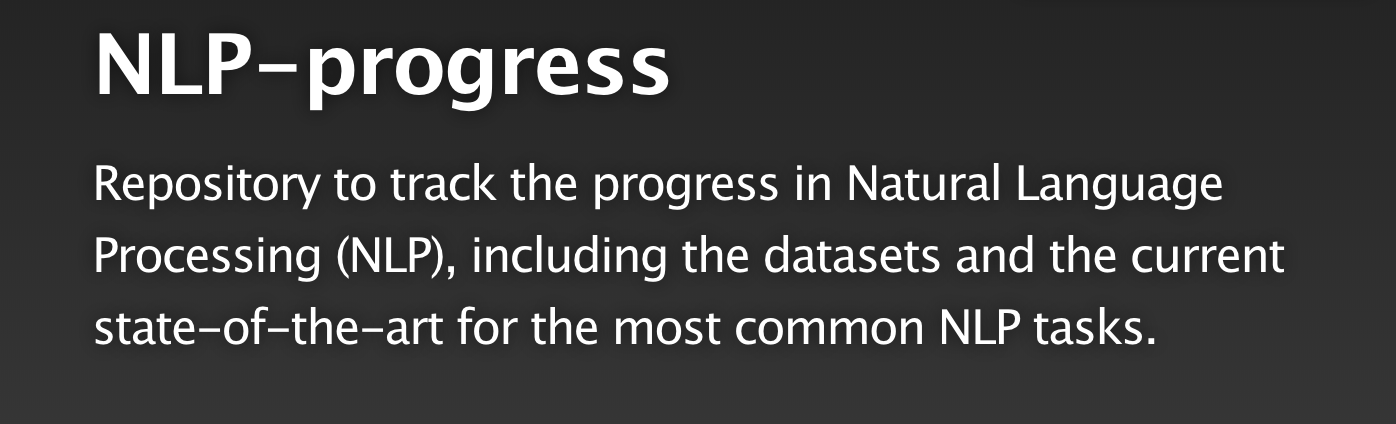 NLP-progress
Repository to track the progress in Natural Language
Processing (NLP), including the datasets and the current
state-of-the-art for the most common NLP tasks.